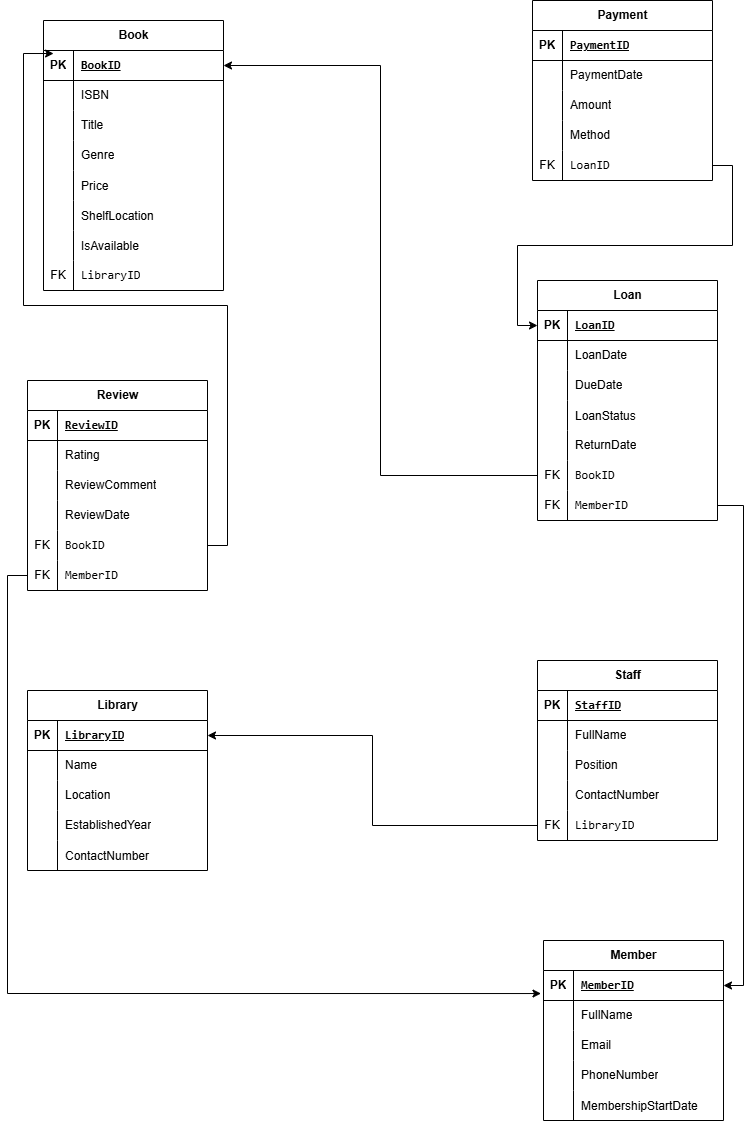 Book
PK BookID
ISBN
Title
Genre
Price
ShelfLocation
IsAvailable
FK LibraryID
Payment
PK PaymentID
PaymentDate
Amount
Method
FK LoanID
Loan
PK LoanID
LoanDate
DueDate
LoanStatus
ReturnDate
FK BookID
FK MemberID
Review
PK ReviewID
Rating
ReviewComment
ReviewDate
FK BookID
FK MemberID
Library
PK LibraryID
Name
Location
EstablishedYear
ContactNumber
Staff
PK StaffID
FullName
Position
ContactNumber
FK LibraryID
Member
PK MemberID
FullName
Email
PhoneNumber
MembershipStartDate